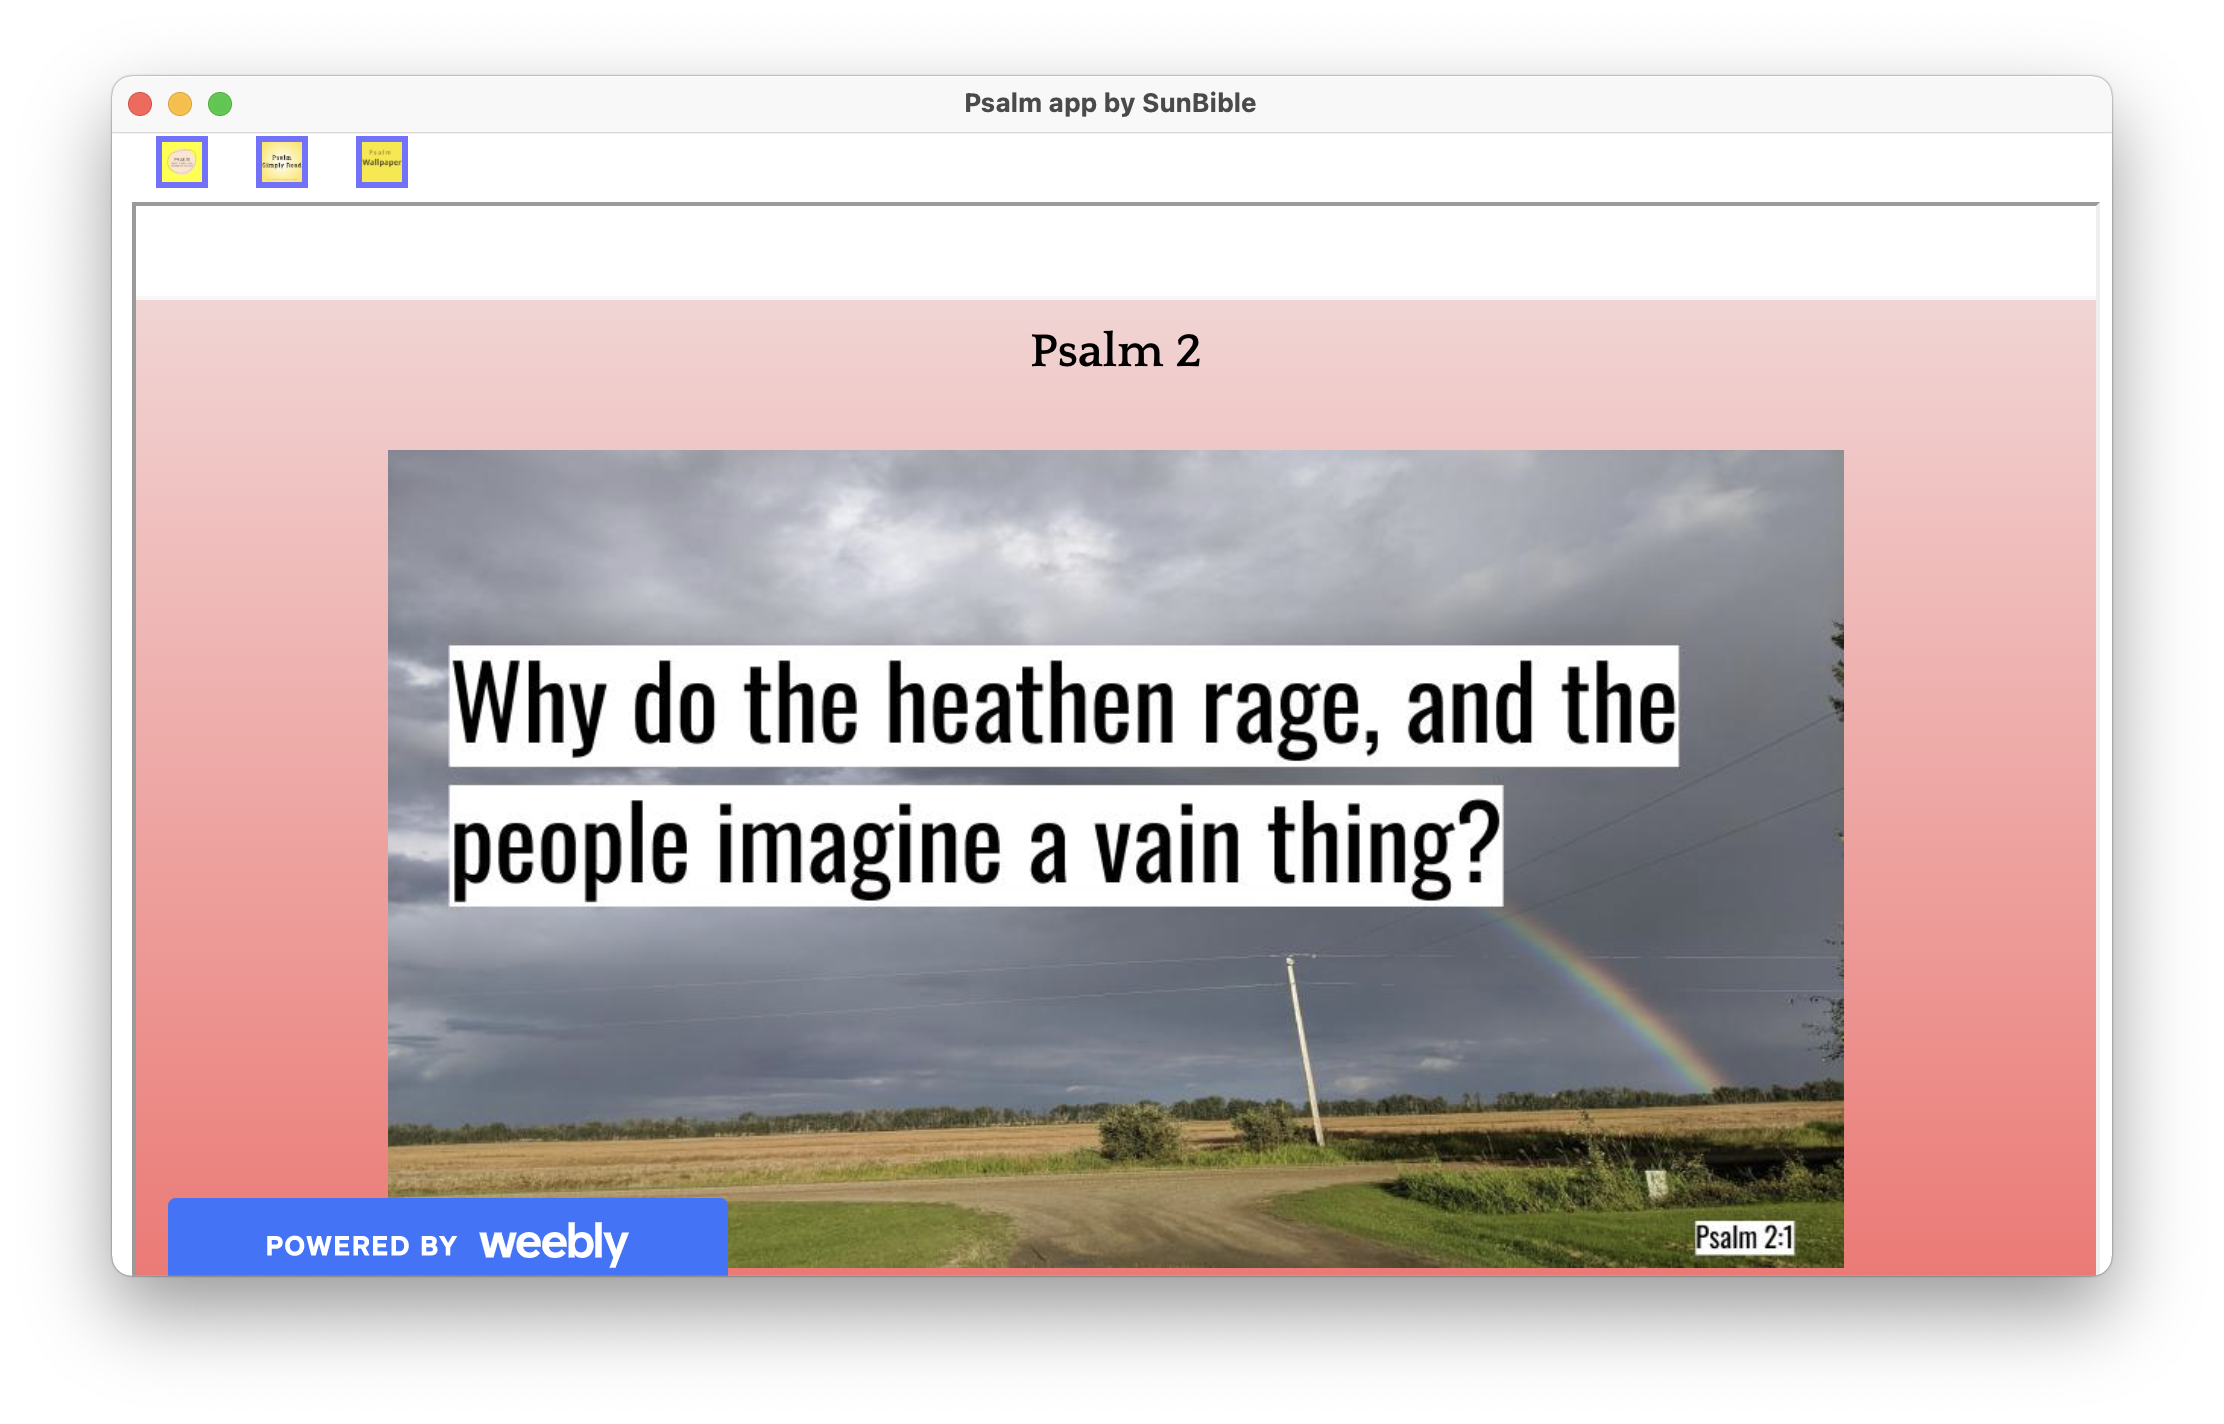 Psalm app by SunBible
Psalm
Simply Read
Psalm
Wallpaper
Psalm 2
Why do the heathen rage, and the
people imagine a vain thing?
Psalm 2:1
POWERED BY weebly